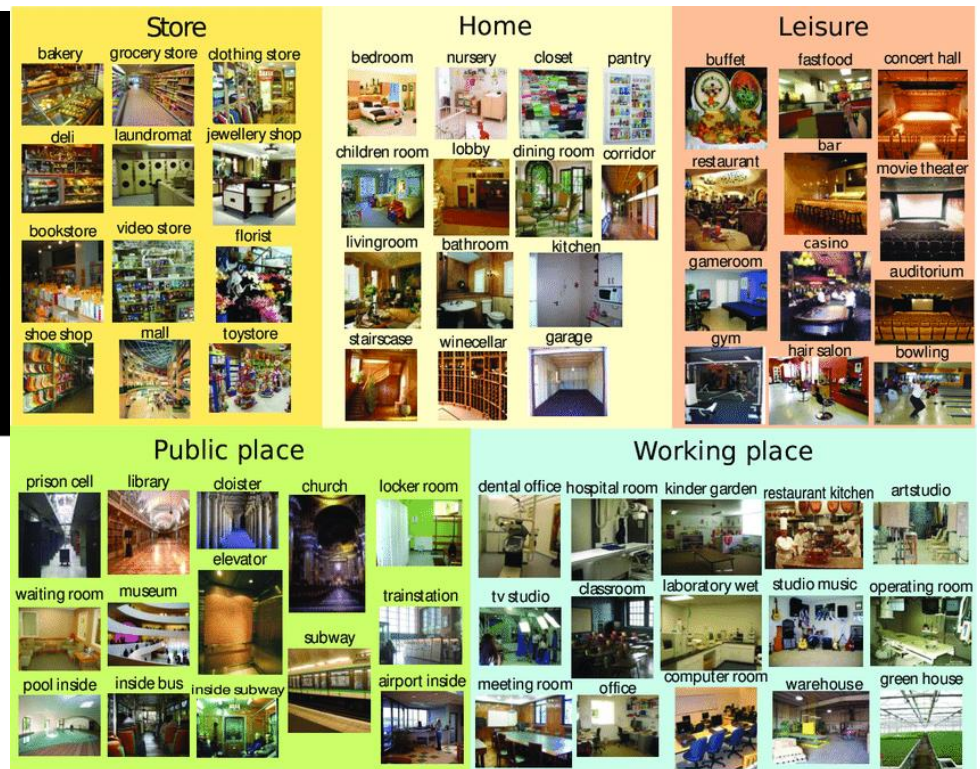 Store
bakery grocery store clothing store
deli laundromat jewellery shop
bookstore video store florist
shoe shop mall toystore
Home
bedroom nursery closet pantry
children room lobby dining room corridor
livingroom bathroom kitchen
stairscase winecellar garage
Leisure
buffet fastfood concert hall
restaurant bar movie theater
gameroom casino auditorium
gym hair salon bowling
Public place
prison cell library cloister church locker room
waiting room museum elevator subway trainstation
pool inside inside bus inside subway airport inside
Working place
dental office hospital room kinder garden restaurant kitchen artstudio
tv studio classroom laboratory wet studio music operating room
meeting room office computer room warehouse green house